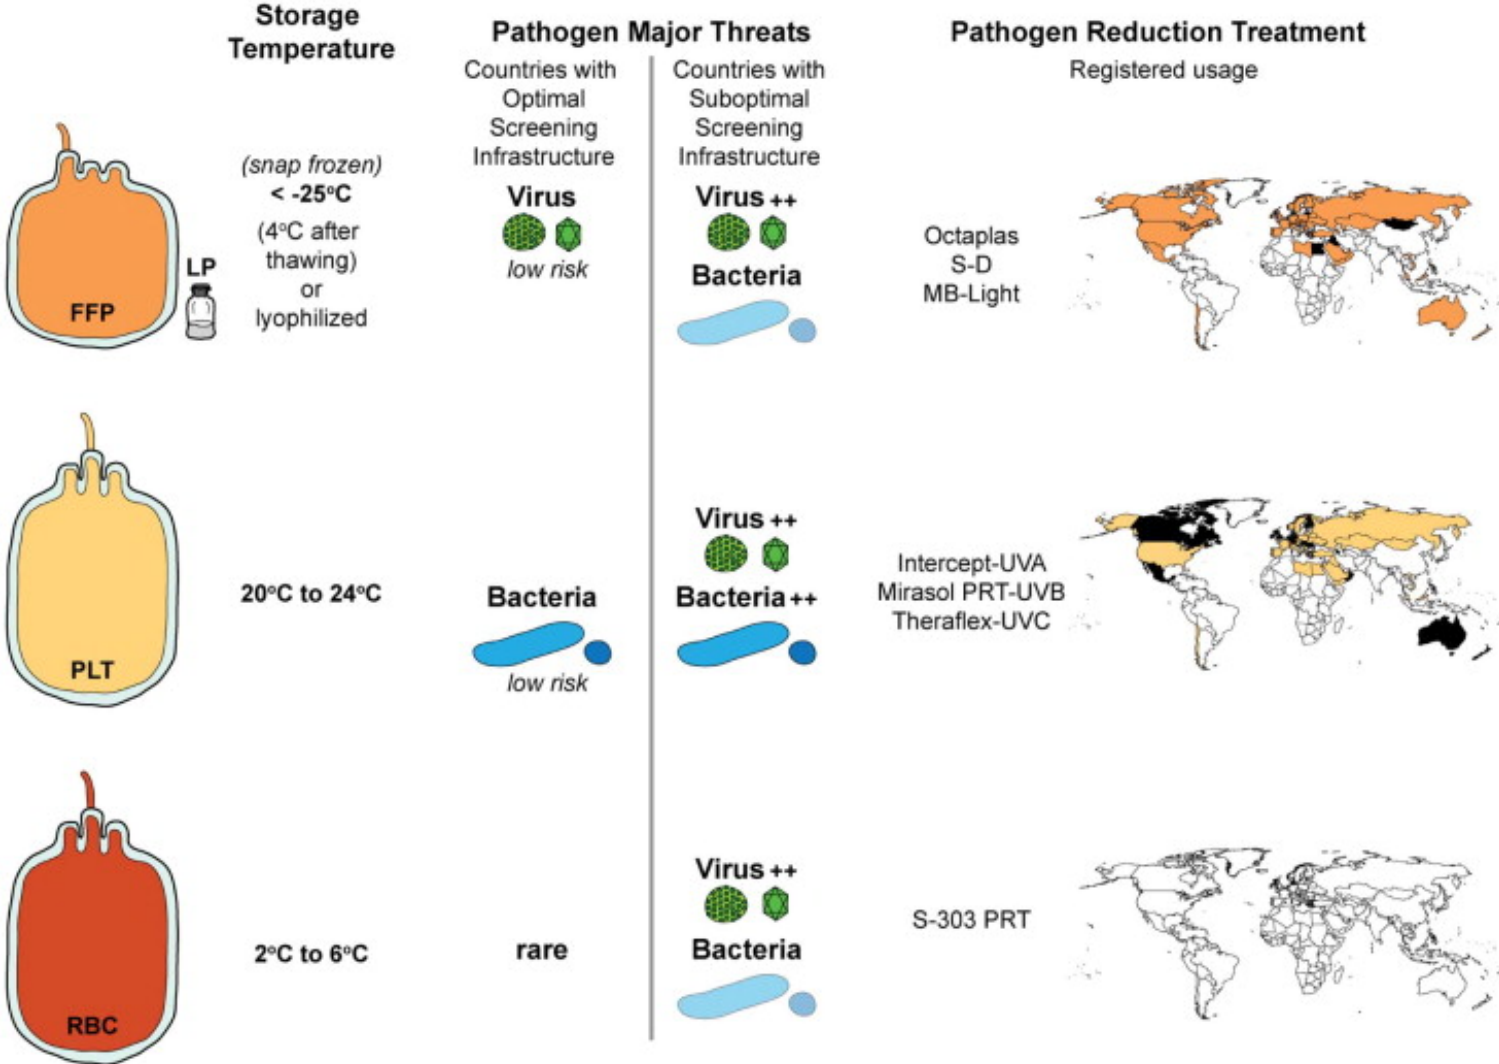 Storage
Temperature
Pathogen Major Threats
Pathogen Reduction Treatment
Countries with
Optimal
Screening
Infrastructure
Countries with
Suboptimal
Screening
Infrastructure
Registered usage
FFP
LP
(snap frozen)
< -25°C
(4°C after
thawing)
or
lyophilized
Virus
low risk
Virus ++
Bacteria
Octaplas
S-D
MB-Light
PLT
20°C to 24°C
Bacteria
low risk
Virus ++
Bacteria ++
Intercept-UVA
Mirasol PRT-UVB
Theraflex-UVC
RBC
2°C to 6°C
rare
Virus ++
Bacteria
S-303 PRT